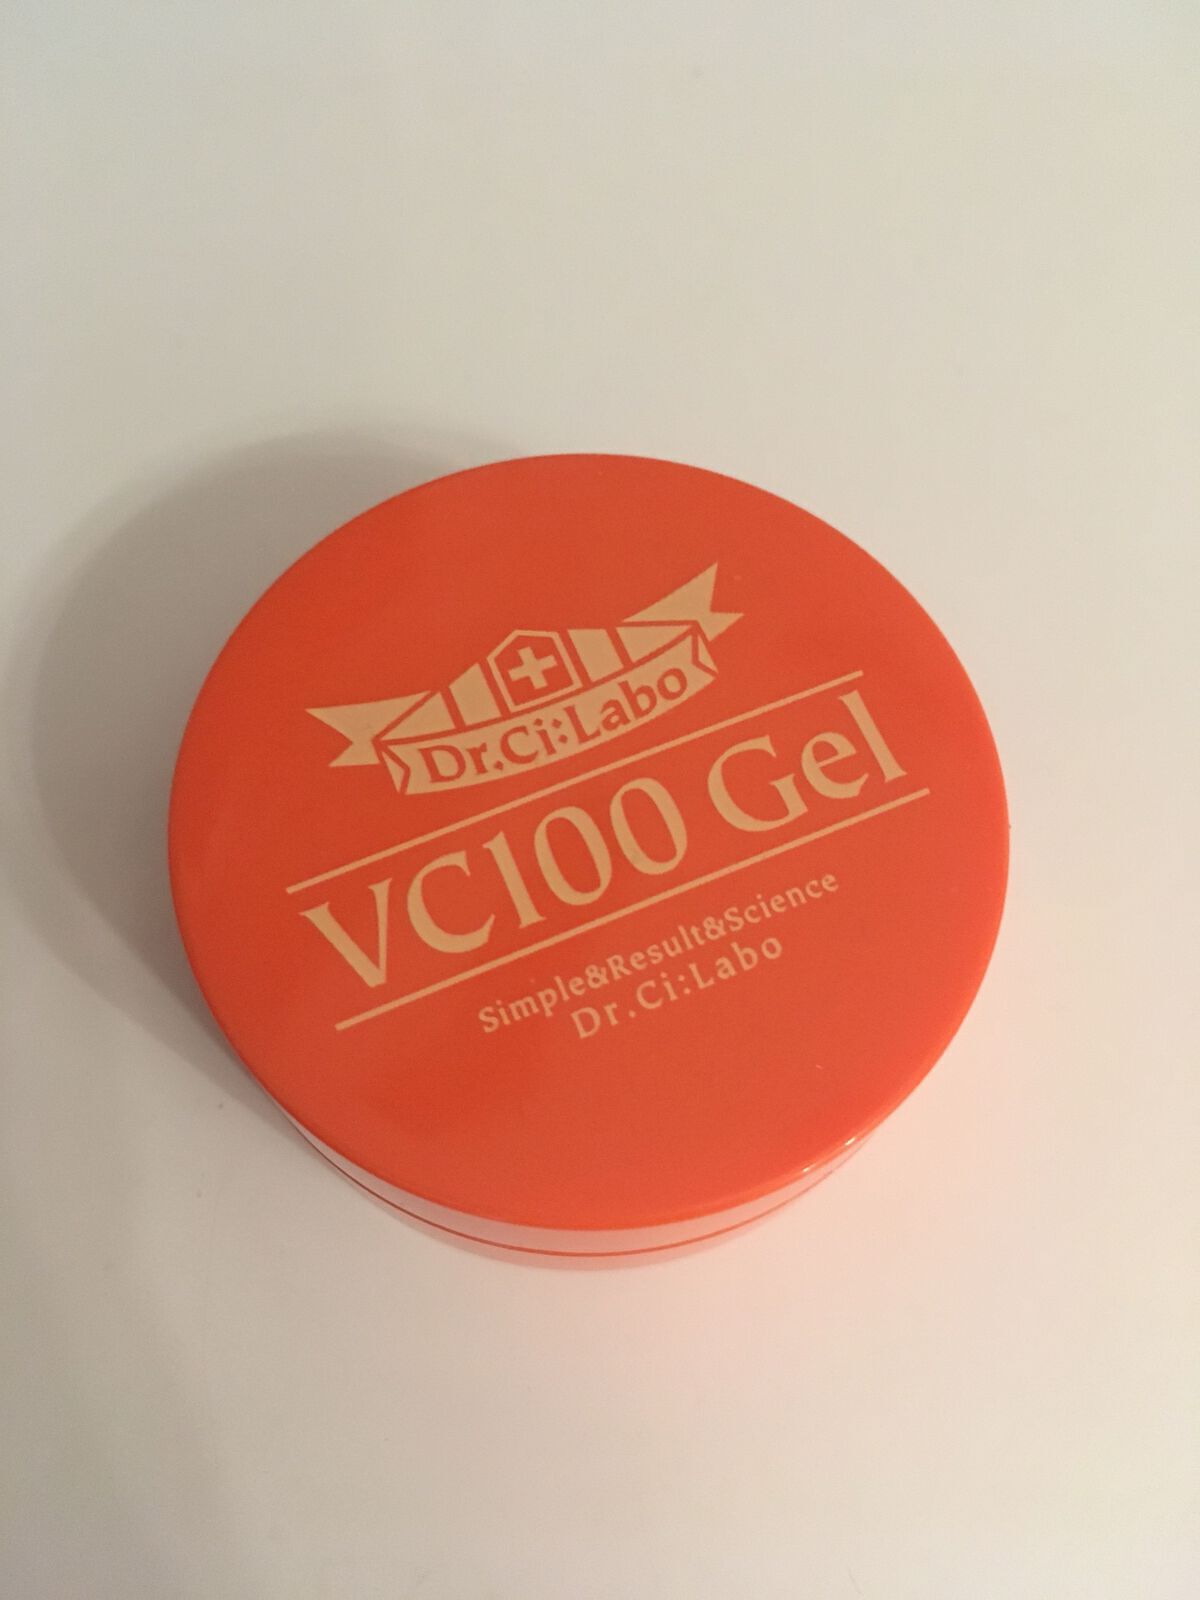 Dr.Ci:Labo
VC100 Gel
Simple&Result&Science
Dr.Ci:Labo